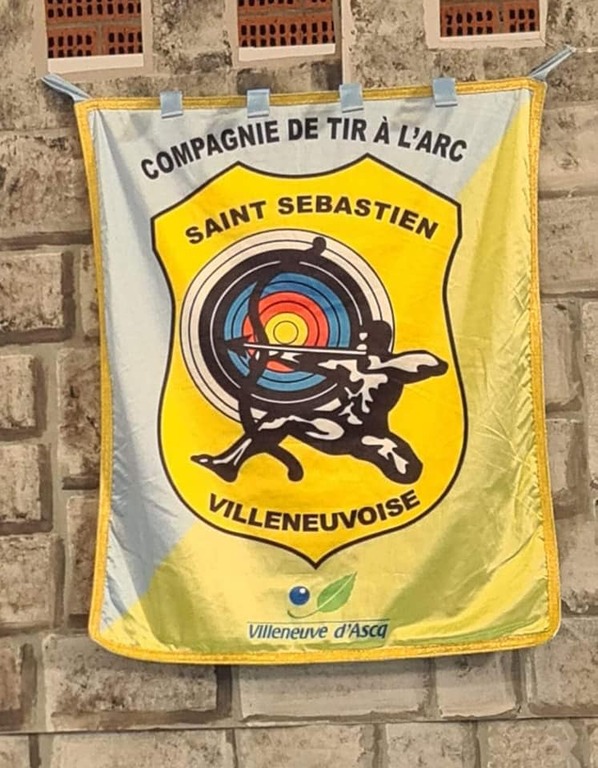 COMPAGNIE DE TIR À L'ARC
SAINT SEBASTIEN
VILLENEUVOISE
Villeneuve d'Ascq